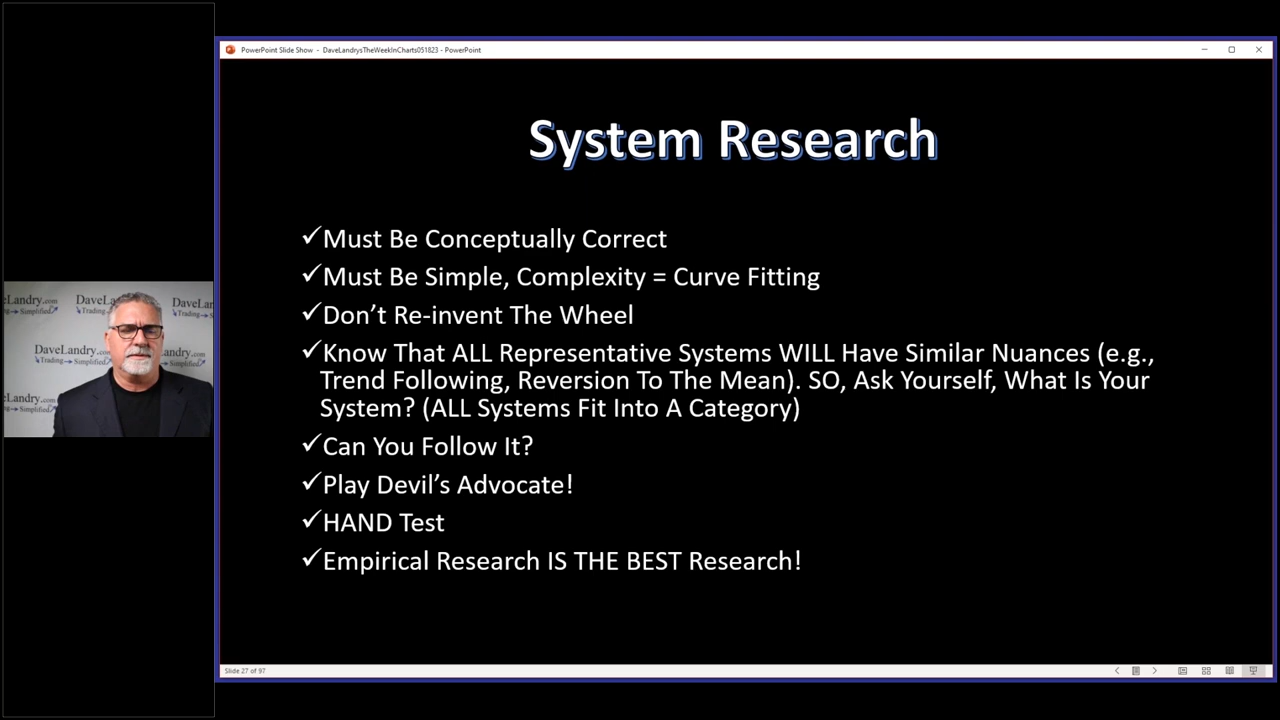 PowerPoint Slide Show - DaveLandrysTheWeekInCharts051823 - PowerPoint
System Research
✓Must Be Conceptually Correct
✓Must Be Simple, Complexity = Curve Fitting
✓Don’t Re-invent The Wheel
✓Know That ALL Representative Systems WILL Have Similar Nuances (e.g.,
Trend Following, Reversion To The Mean). SO, Ask Yourself, What Is Your
System? (ALL Systems Fit Into A Category)
✓Can You Follow It?
✓Play Devil’s Advocate!
✓HAND Test
✓Empirical Research IS THE BEST Research!
DaveLandry.com
Trading Simplified
Slide 27 of 97